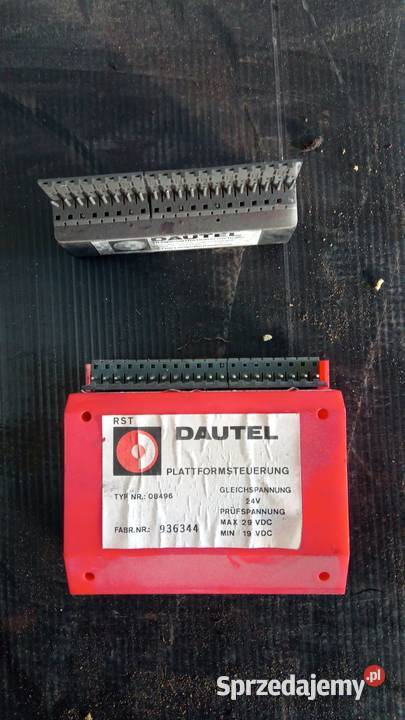 DAUTEL
RST
DAUTEL
PLATTFORMSTEUERUNG
TYP NR.: 08496
GLEICHSPANNUNG
24V
PRÜFSPANNUNG
FABR.NR.: 936344
MAX 29 VDC
MIN 19 VDC
Sprzedajemy.pl